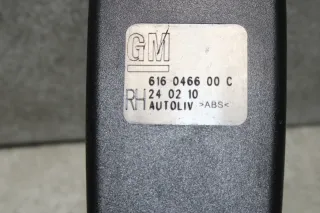 GM
616 0466 00 C
RH 24 02 10
AUTOLIV >ABS<